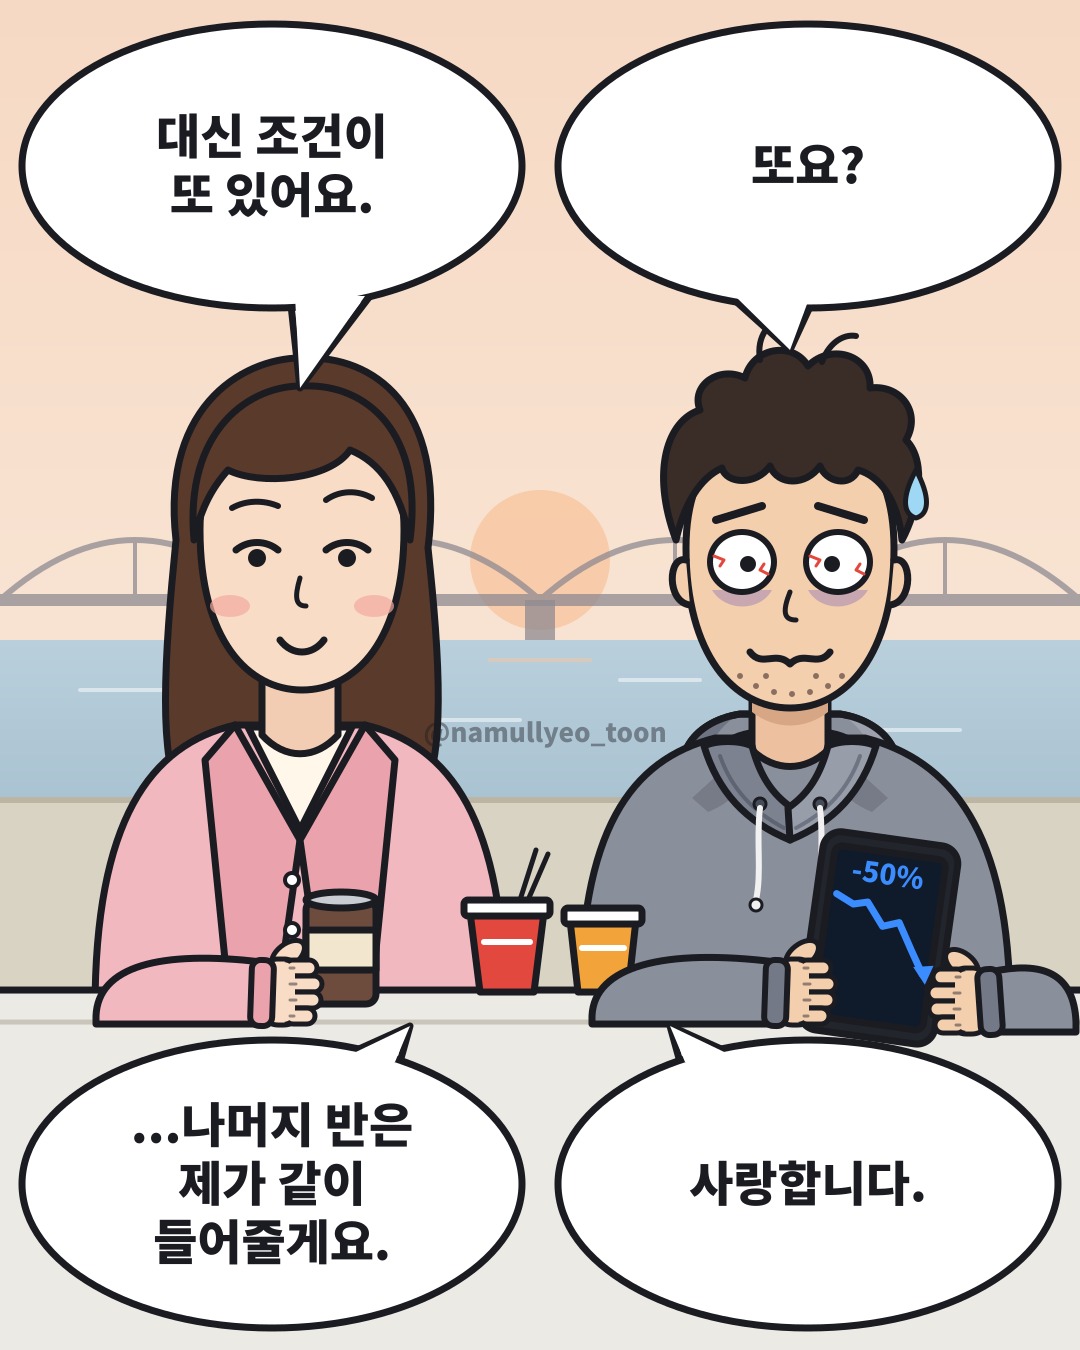 대신 조건이
또 있어요.
또요?
@namullyeo_toon
-50%
...나머지 반은
제가 같이
들어줄게요.
사랑합니다.